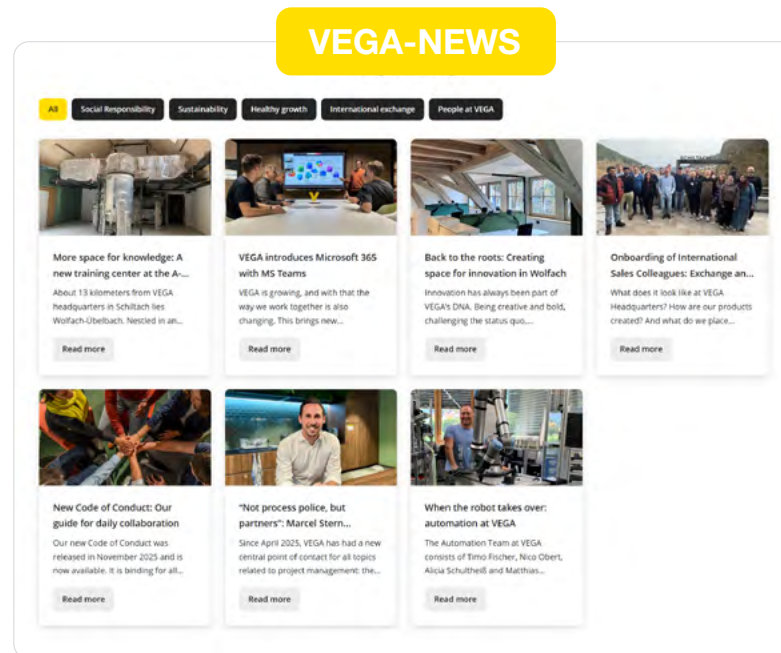 VEGA-NEWS
All
Social Responsibility
Sustainability
Healthy growth
International exchange
People at VEGA
More space for knowledge: A
new training center at the A-...
About 13 kilometers from VEGA
headquarters in Schiltach lies
Wolfach-Übelbach. Nestled in an...
Read more
VEGA introduces Microsoft 365
with MS Teams
VEGA is growing, and with that the
way we work together is also
changing. This brings new...
Read more
Back to the roots: Creating
space for innovation in Wolfach
Innovation has always been part of
VEGA's DNA. Being creative and bold,
challenging the status quo,...
Read more
Onboarding of International
Sales Colleagues: Exchange an...
What does it look like at VEGA
Headquarters? How are our products
created? And what do we place...
Read more
New Code of Conduct: Our
guide for daily collaboration
Our new Code of Conduct was
released in November 2025 and is
now available. It is binding for all...
Read more
"Not process police, but
partners": Marcel Stern...
Since April 2025, VEGA has had a new
central point of contact for all topics
related to project management: the...
Read more
When the robot takes over:
automation at VEGA
The Automation Team at VEGA
consists of Timo Fischer, Nico Obert,
Alicia Schultheiß and Matthias...
Read more